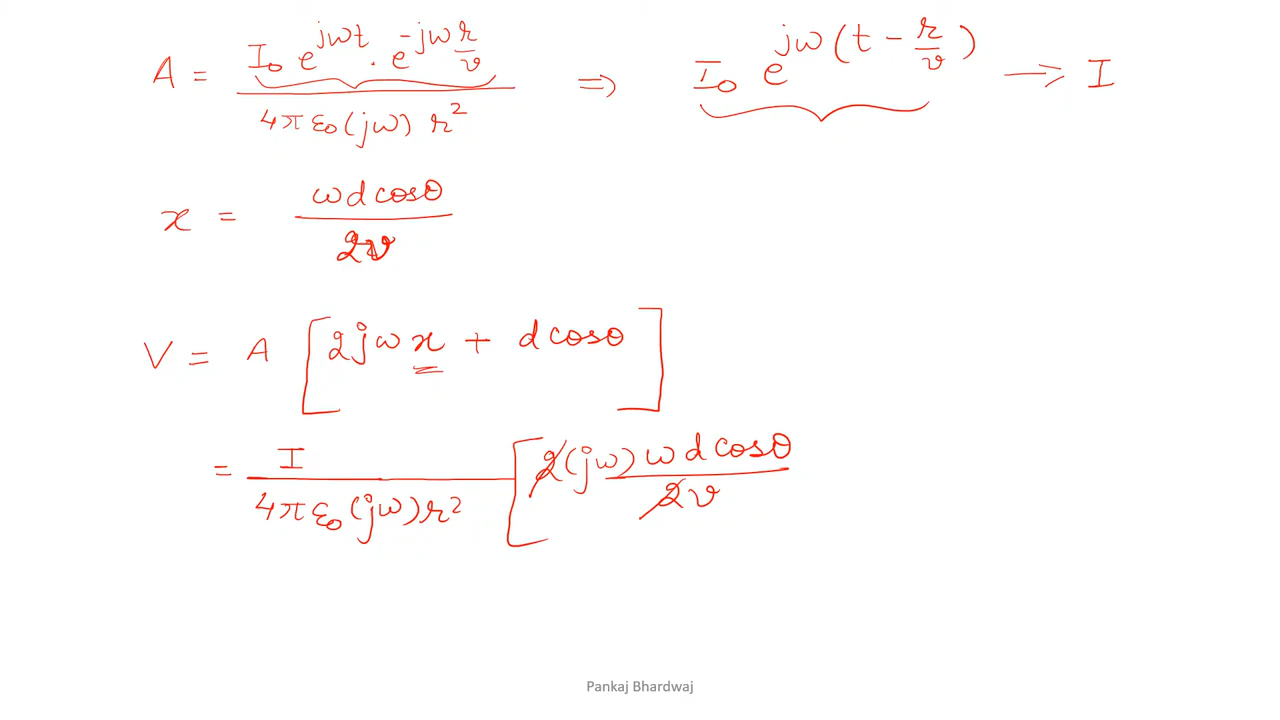 A = I₀ e^{jωt} · e^{-jω r/v} / 4πε₀(jω) r² ⇒ I₀ e^{jω(t - r/v)} → I
x = ωd cosθ / 2v
V = A [2jωx + d cosθ]
= I / 4πε₀(jω)r² [2(jω) ωd cosθ / 2v
Pankaj Bhardwaj